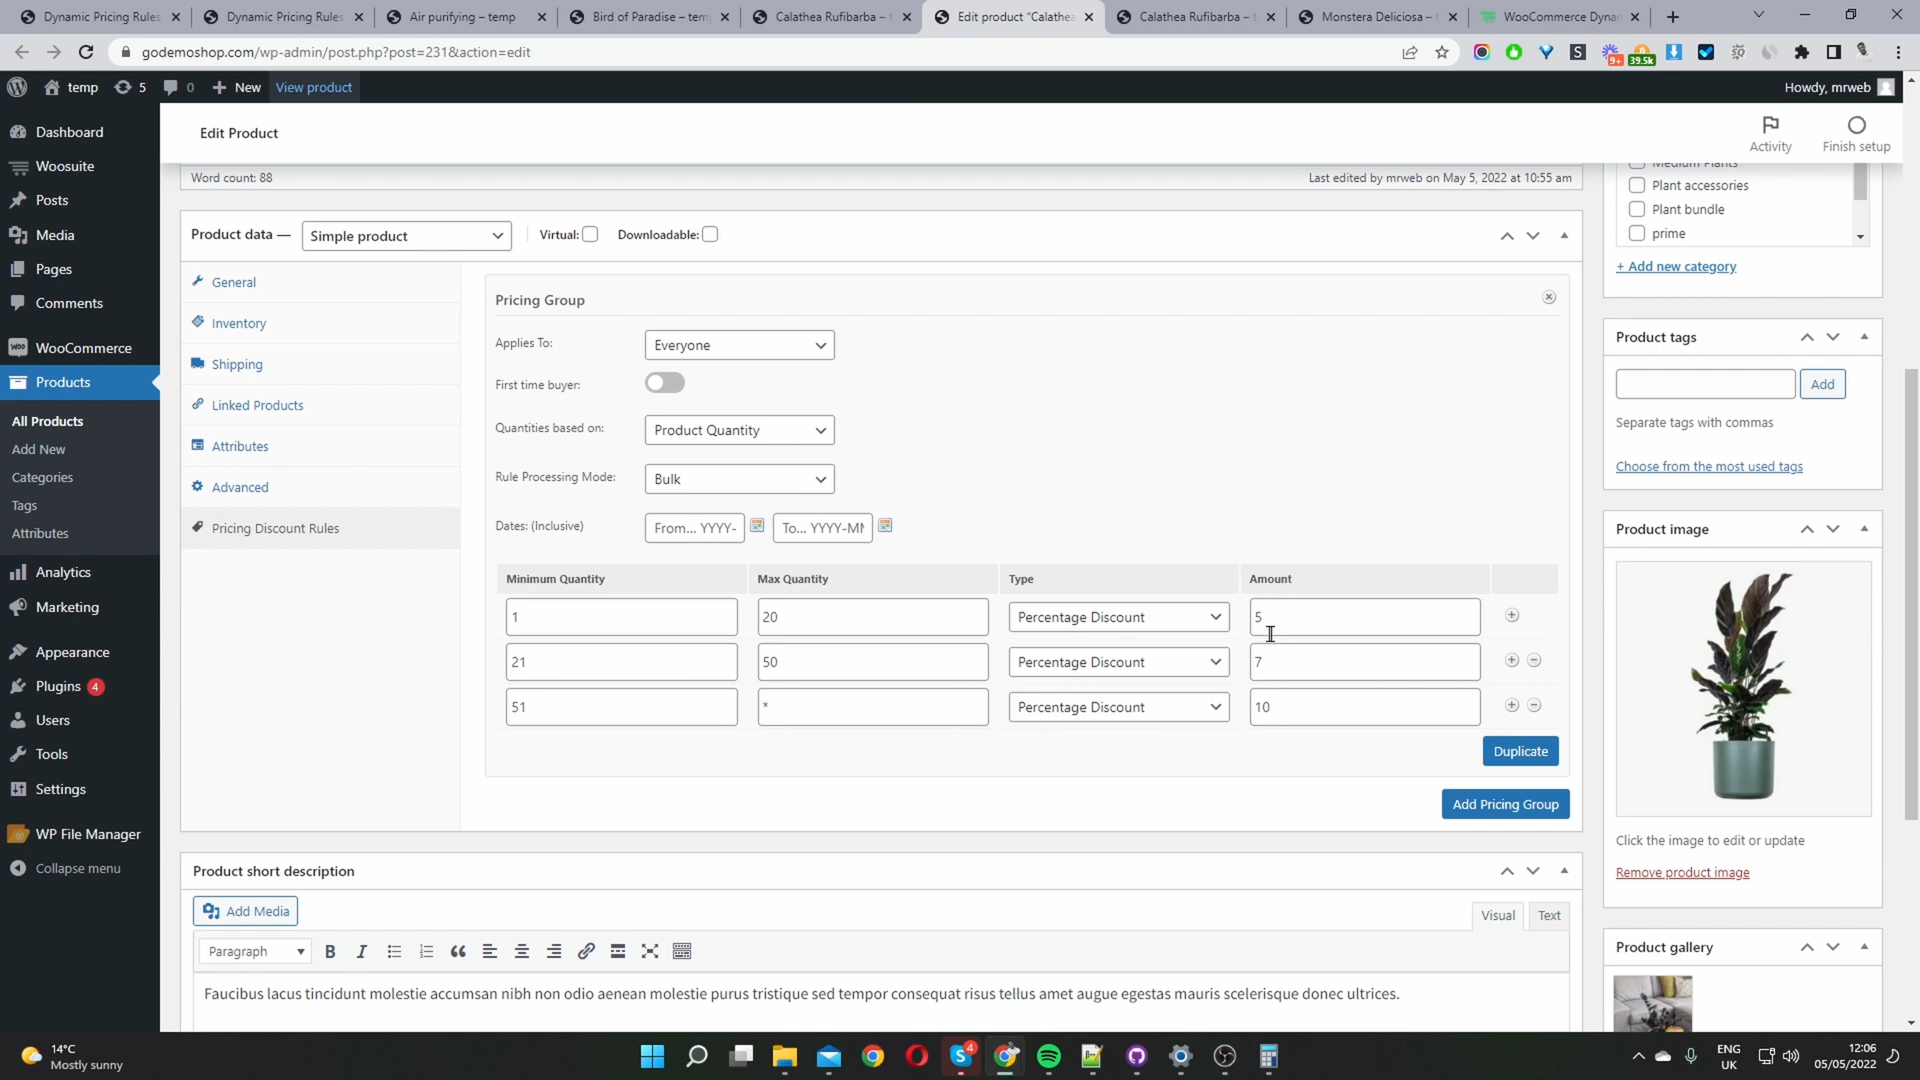 Dynamic Pricing Rules
Dynamic Pricing Rules
Air purifying – temp
Bird of Paradise – tem
Calathea Rufibarba –
Edit product "Calathea
Calathea Rufibarba –
Monstera Deliciosa –
WooCommerce Dyna
godemoshop.com/wp-admin/post.php?post=231&action=edit
9+
39.5k
temp
5
0
New
View product
Howdy, mrweb
Dashboard
Woosuite
Posts
Media
Pages
Comments
WooCommerce
Products
All Products
Add New
Categories
Tags
Attributes
Analytics
Marketing
Appearance
Plugins 4
Users
Tools
Settings
WP File Manager
Collapse menu
Edit Product
Activity
Finish setup
Word count: 88
Last edited by mrweb on May 5, 2022 at 10:55 am
Product data —
Simple product
Virtual:
Downloadable:
General
Inventory
Shipping
Linked Products
Attributes
Advanced
Pricing Discount Rules
Pricing Group
Applies To:
Everyone
First time buyer:
Quantities based on:
Product Quantity
Rule Processing Mode:
Bulk
Dates: (Inclusive)
From... YYYY-
To... YYYY-MM
Minimum Quantity
Max Quantity
Type
Amount
1
20
Percentage Discount
5
21
50
Percentage Discount
7
51
*
Percentage Discount
10
Duplicate
Add Pricing Group
Product short description
Add Media
Visual
Text
Paragraph
Faucibus lacus tincidunt molestie accumsan nibh non odio aenean molestie purus tristique sed tempor consequat risus tellus amet augue egestas mauris scelerisque donec ultrices.
Medium Plants
Plant accessories
Plant bundle
prime
+ Add new category
Product tags
Add
Separate tags with commas
Choose from the most used tags
Product image
Click the image to edit or update
Remove product image
Product gallery
14°C
Mostly sunny
4
ENG
UK
12:06
05/05/2022